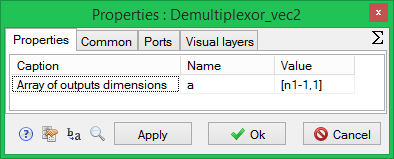 Properties : Demultiplexor_vec2
x
Properties Common Ports Visual layers Σ
Caption Name Value
Array of outputs dimensions a [n1-1,1]
? b a Apply Ok Cancel